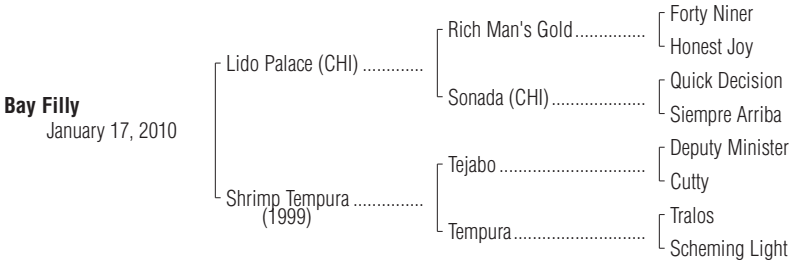 Forty Niner
Rich Man's Gold...............
Honest Joy
Lido Palace (CHI) .............
Quick Decision
Sonada (CHI)....................
Siempre Arriba
Bay Filly
January 17, 2010
Deputy Minister
Tejabo ...............................
Cutty
Shrimp Tempura ...............
(1999)
Tralos
Tempura............................
Scheming Light